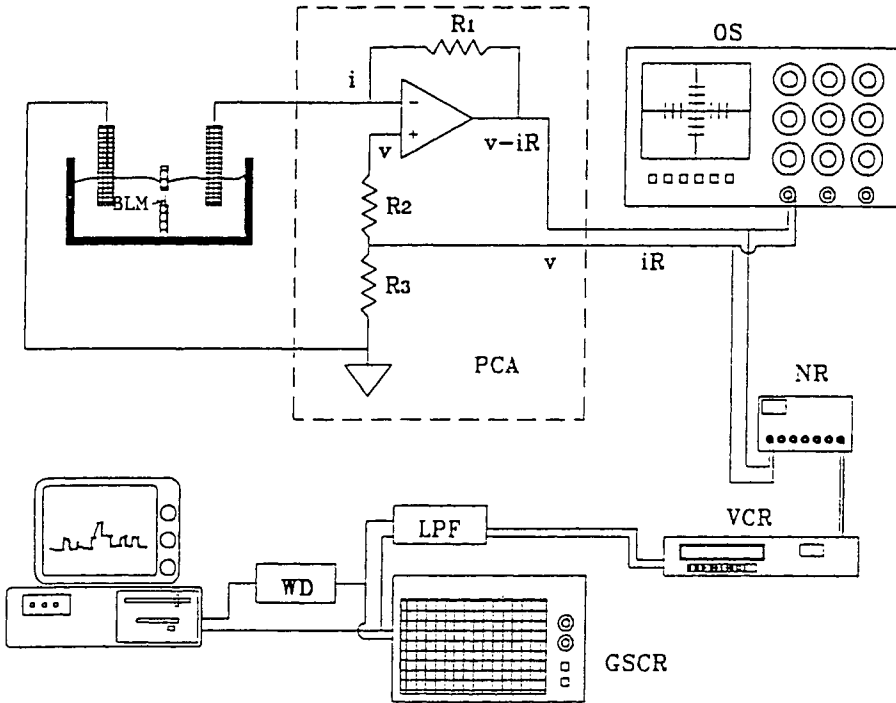 R1
OS
i
−
+
v
v−iR
BLM
R2
v
iR
R3
PCA
NR
VCR
LPF
WD
GSCR